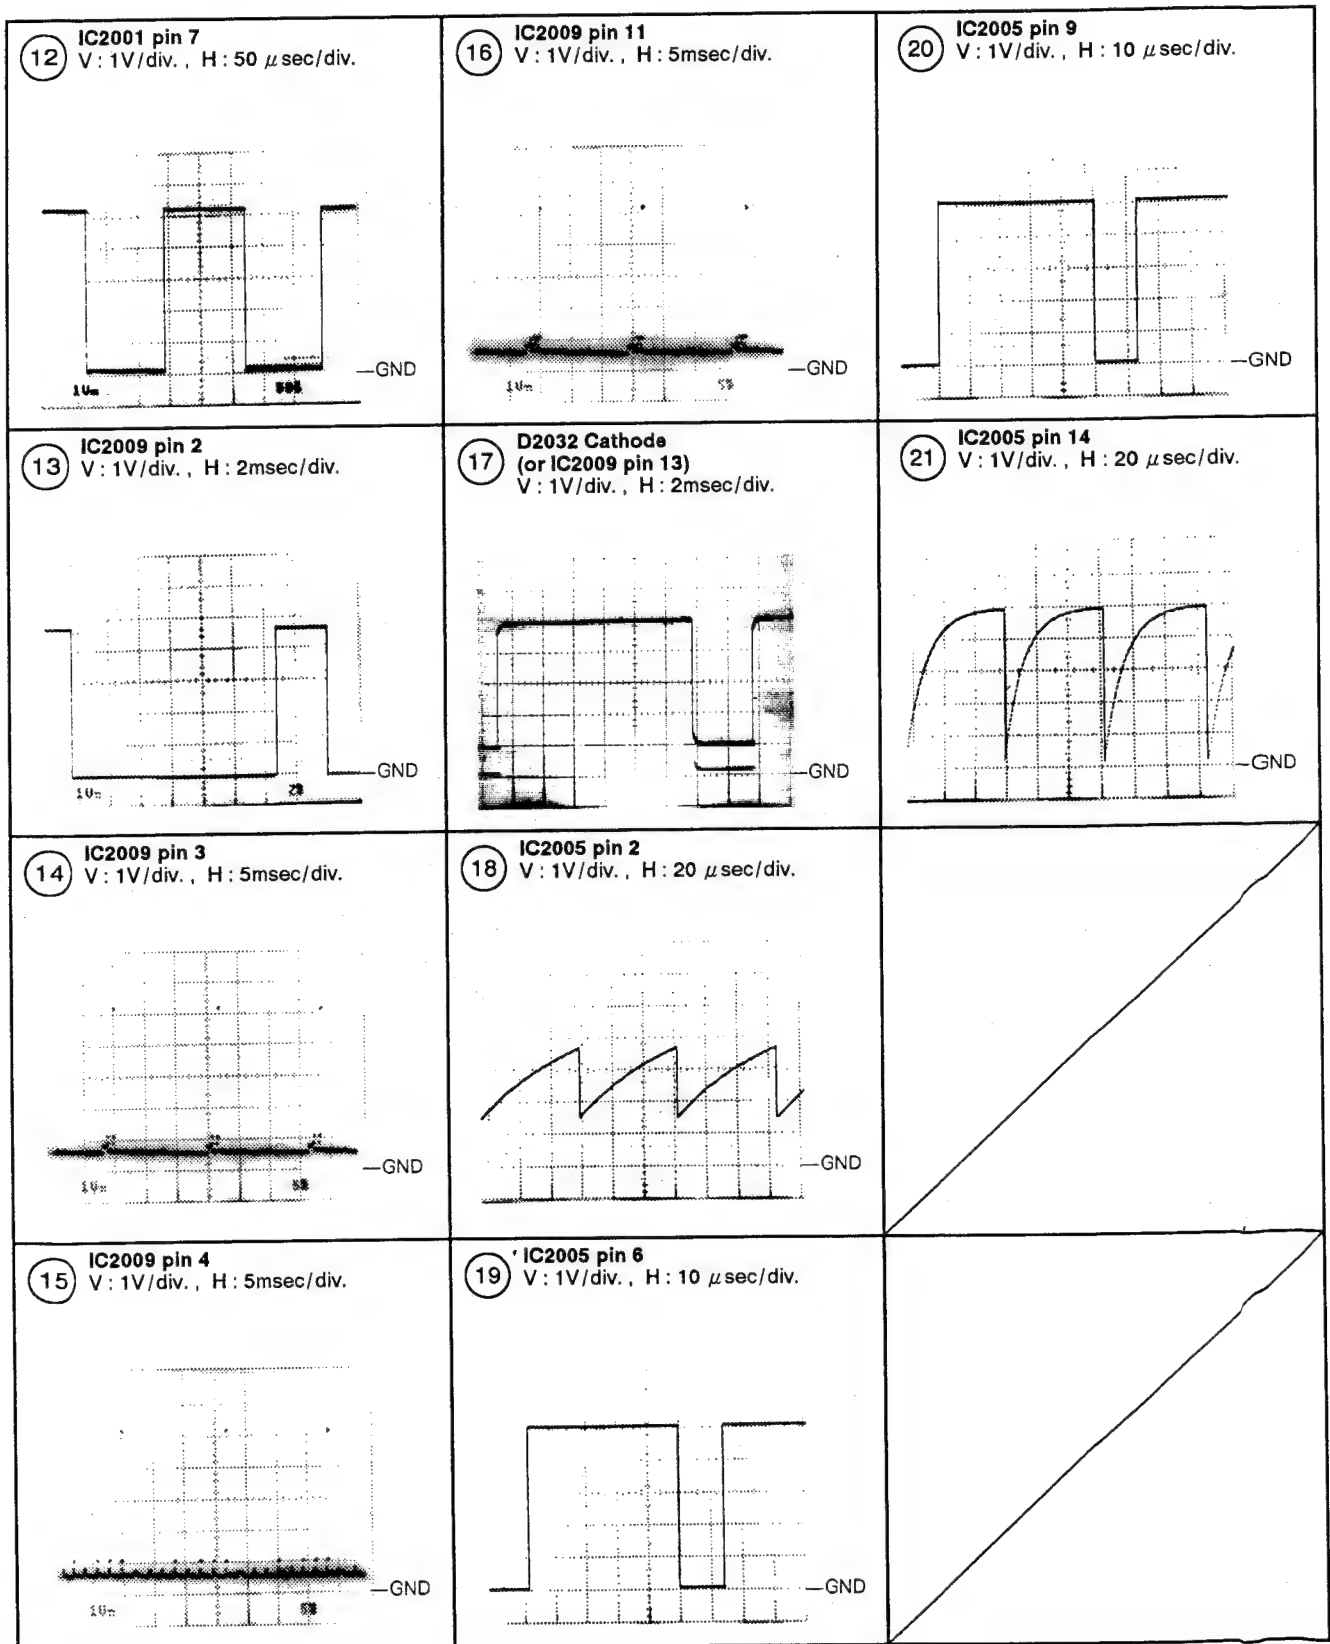 12 IC2001 pin 7
V : 1V/div. , H : 50 μsec/div.
GND
1V
13 IC2009 pin 2
V : 1V/div. , H : 2msec/div.
GND
14 IC2009 pin 3
V : 1V/div. , H : 5msec/div.
GND
15 IC2009 pin 4
V : 1V/div. , H : 5msec/div.
GND
16 IC2009 pin 11
V : 1V/div. , H : 5msec/div.
GND
17 D2032 Cathode
(or IC2009 pin 13)
V : 1V/div. , H : 2msec/div.
GND
18 IC2005 pin 2
V : 1V/div. , H : 20 μsec/div.
GND
19 IC2005 pin 6
V : 1V/div. , H : 10 μsec/div.
GND
20 IC2005 pin 9
V : 1V/div. , H : 10 μsec/div.
GND
21 IC2005 pin 14
V : 1V/div. , H : 20 μsec/div.
GND